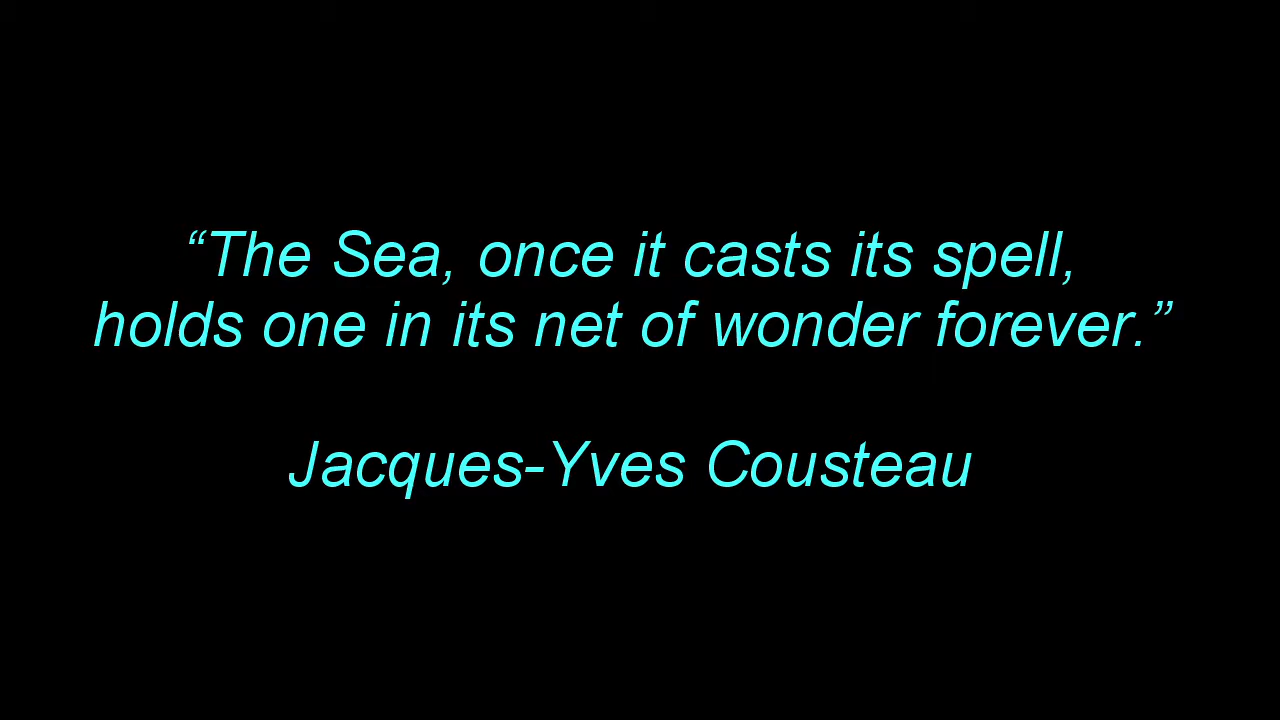 “The Sea, once it casts its spell,
holds one in its net of wonder forever.”
Jacques-Yves Cousteau